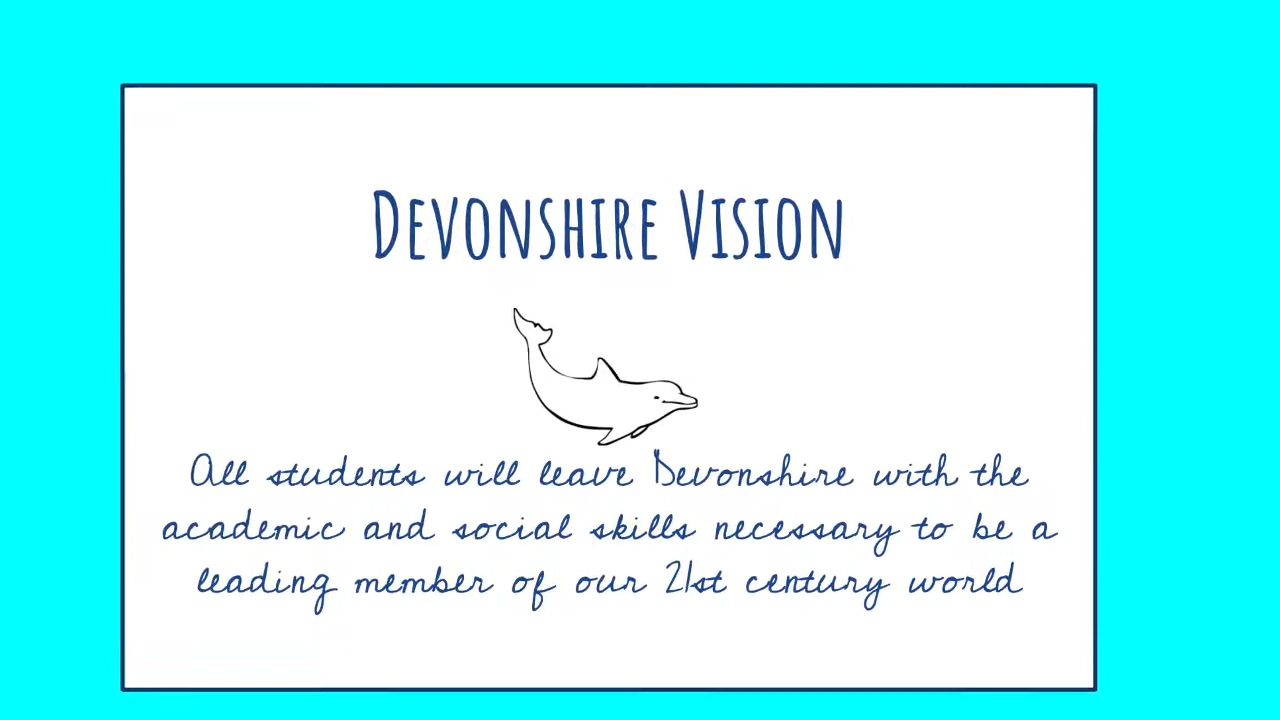 DEVONSHIRE VISION
All students will leave Devonshire with the
academic and social skills necessary to be a
leading member of our 21st century world